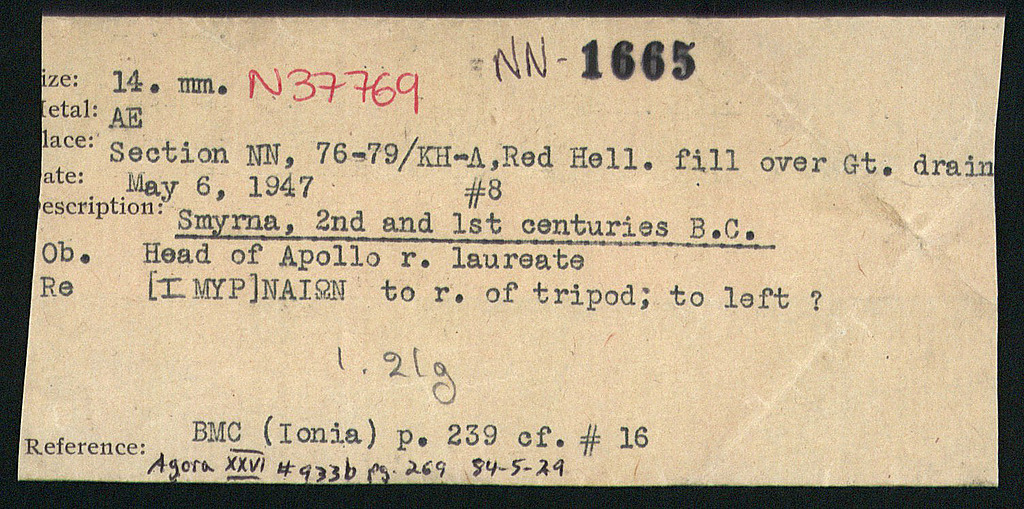 NN-1665
ize: 14. mm. N37769
etal: AE
lace: Section NN, 76-79/ΚΗ-Λ,Red Hell. fill over Gt. drain
ate: May 6, 1947 #8
escription: Smyrna, 2nd and 1st centuries B.C.
Ob. Head of Apollo r. laureate
Re [ΣMYP]NAIΩN to r. of tripod; to left ?
1.21g
Reference: BMC (Ionia) p. 239 cf. # 16
Agora XXVI #933b pg. 269 84-5-29